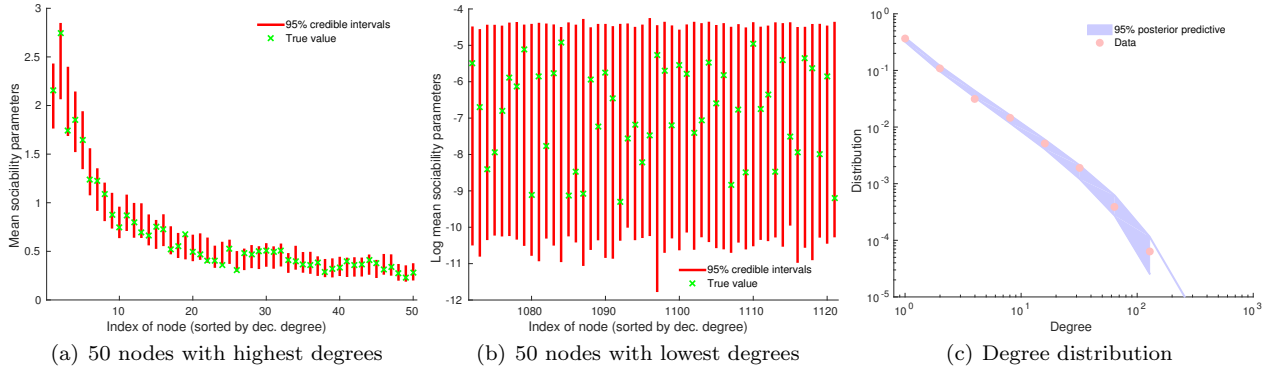 3
2.5
2
1.5
1
0.5
0
Mean sociability parameters
95% credible intervals
True value
10
20
30
40
50
Index of node (sorted by dec. degree)
(a) 50 nodes with highest degrees
-4
-5
-6
-7
-8
-9
-10
-11
-12
Log mean sociability parameters
95% credible intervals
True value
1080
1090
1100
1110
1120
Index of node (sorted by dec. degree)
(b) 50 nodes with lowest degrees
10^0
10^-1
10^-2
10^-3
10^-4
10^-5
Distribution
95% posterior predictive
Data
10^0
10^1
10^2
10^3
Degree
(c) Degree distribution